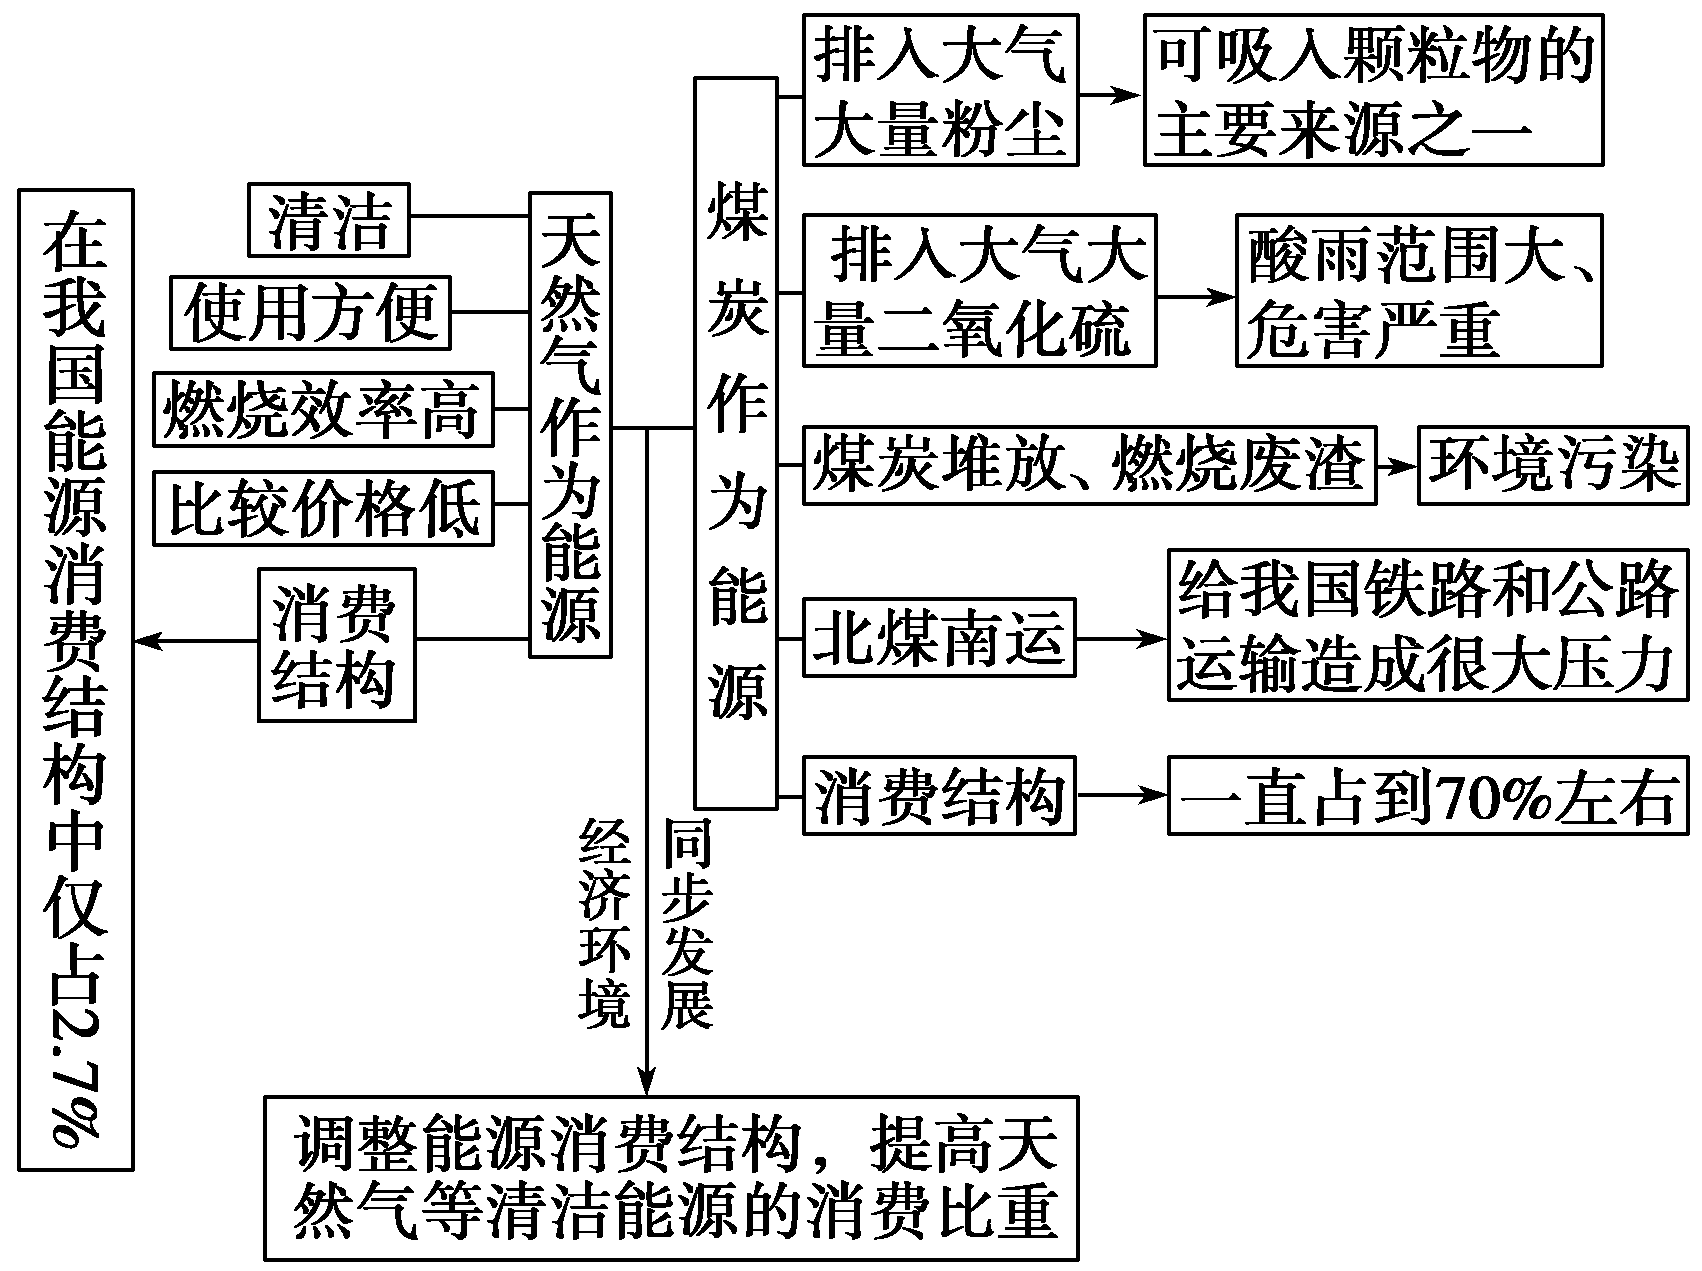 在我国能源消费结构中仅占2.7%
清洁
使用方便
燃烧效率高
比较价格低
消费
结构
天然气作为能源
煤炭作为能源
排入大气
大量粉尘
可吸入颗粒物的
主要来源之一
排入大气大
量二氧化硫
酸雨范围大、
危害严重
煤炭堆放、燃烧废渣
环境污染
北煤南运
给我国铁路和公路
运输造成很大压力
消费结构
一直占到70%左右
经济环境
同步发展
调整能源消费结构，提高天
然气等清洁能源的消费比重